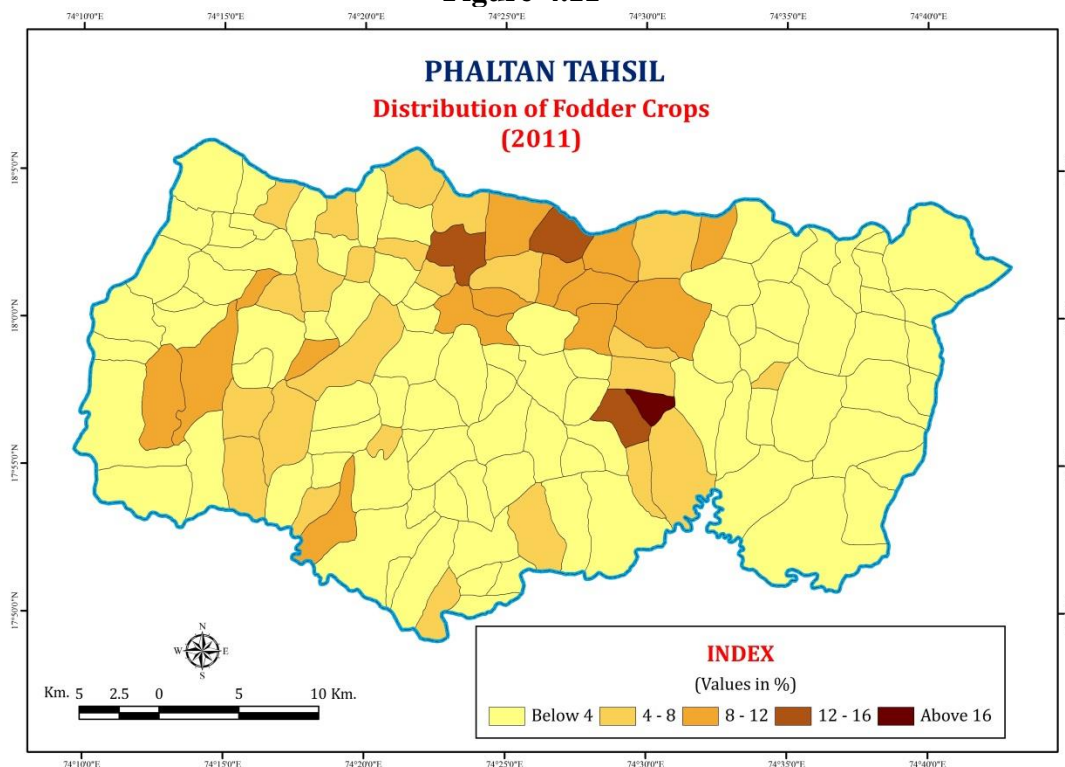 74°10'0"E 74°15'0"E 74°20'0"E 74°25'0"E 74°30'0"E 74°35'0"E 74°40'0"E
PHALTAN TAHSIL
Distribution of Fodder Crops
(2011)
18°5'0"N
18°0'0"N
17°55'0"N
17°50'0"N
N
W E
S
Km. 5 2.5 0 5 10 Km.
INDEX
(Values in %)
Below 4 4 - 8 8 - 12 12 - 16 Above 16
74°10'0"E 74°15'0"E 74°20'0"E 74°25'0"E 74°30'0"E 74°35'0"E 74°40'0"E